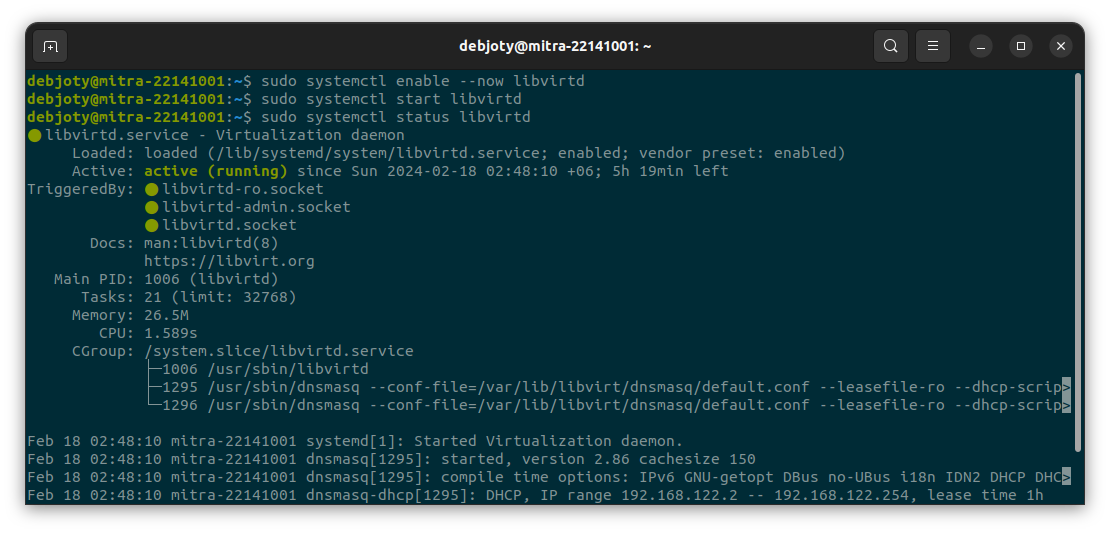 debjoty@mitra-22141001: ~
debjoty@mitra-22141001:~$ sudo systemctl enable --now libvirtd
debjoty@mitra-22141001:~$ sudo systemctl start libvirtd
debjoty@mitra-22141001:~$ sudo systemctl status libvirtd
● libvirtd.service - Virtualization daemon
     Loaded: loaded (/lib/systemd/system/libvirtd.service; enabled; vendor preset: enabled)
     Active: active (running) since Sun 2024-02-18 02:48:10 +06; 5h 19min left
TriggeredBy: ● libvirtd-ro.socket
             ● libvirtd-admin.socket
             ● libvirtd.socket
       Docs: man:libvirtd(8)
             https://libvirt.org
   Main PID: 1006 (libvirtd)
      Tasks: 21 (limit: 32768)
     Memory: 26.5M
        CPU: 1.589s
     CGroup: /system.slice/libvirtd.service
             ├─1006 /usr/sbin/libvirtd
             ├─1295 /usr/sbin/dnsmasq --conf-file=/var/lib/libvirt/dnsmasq/default.conf --leasefile-ro --dhcp-scrip>
             └─1296 /usr/sbin/dnsmasq --conf-file=/var/lib/libvirt/dnsmasq/default.conf --leasefile-ro --dhcp-scrip>
Feb 18 02:48:10 mitra-22141001 systemd[1]: Started Virtualization daemon.
Feb 18 02:48:10 mitra-22141001 dnsmasq[1295]: started, version 2.86 cachesize 150
Feb 18 02:48:10 mitra-22141001 dnsmasq[1295]: compile time options: IPv6 GNU-getopt DBus no-UBus i18n IDN2 DHCP DHC>
Feb 18 02:48:10 mitra-22141001 dnsmasq-dhcp[1295]: DHCP, IP range 192.168.122.2 -- 192.168.122.254, lease time 1h